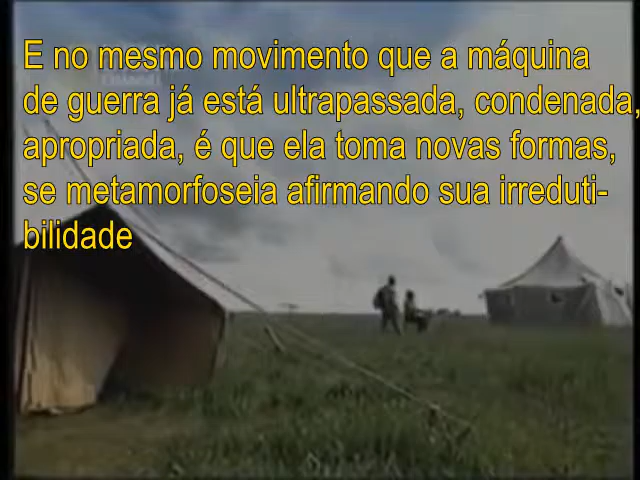 E no mesmo movimento que a máquina
de guerra já está ultrapassada, condenada,
apropriada, é que ela toma novas formas,
se metamorfoseia afirmando sua irreduti-
bilidade
CHANNEL